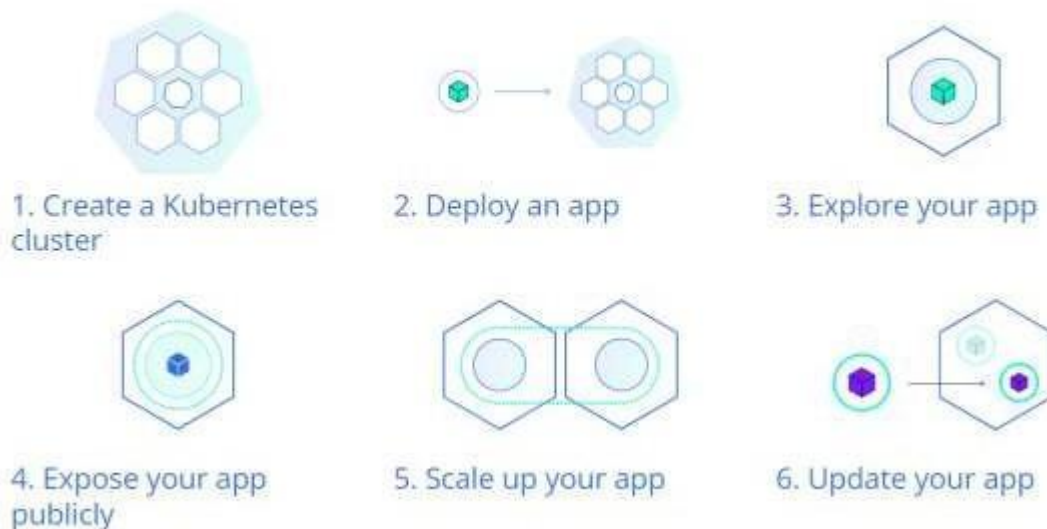 1. Create a Kubernetes
cluster
2. Deploy an app
3. Explore your app
4. Expose your app
publicly
5. Scale up your app
6. Update your app